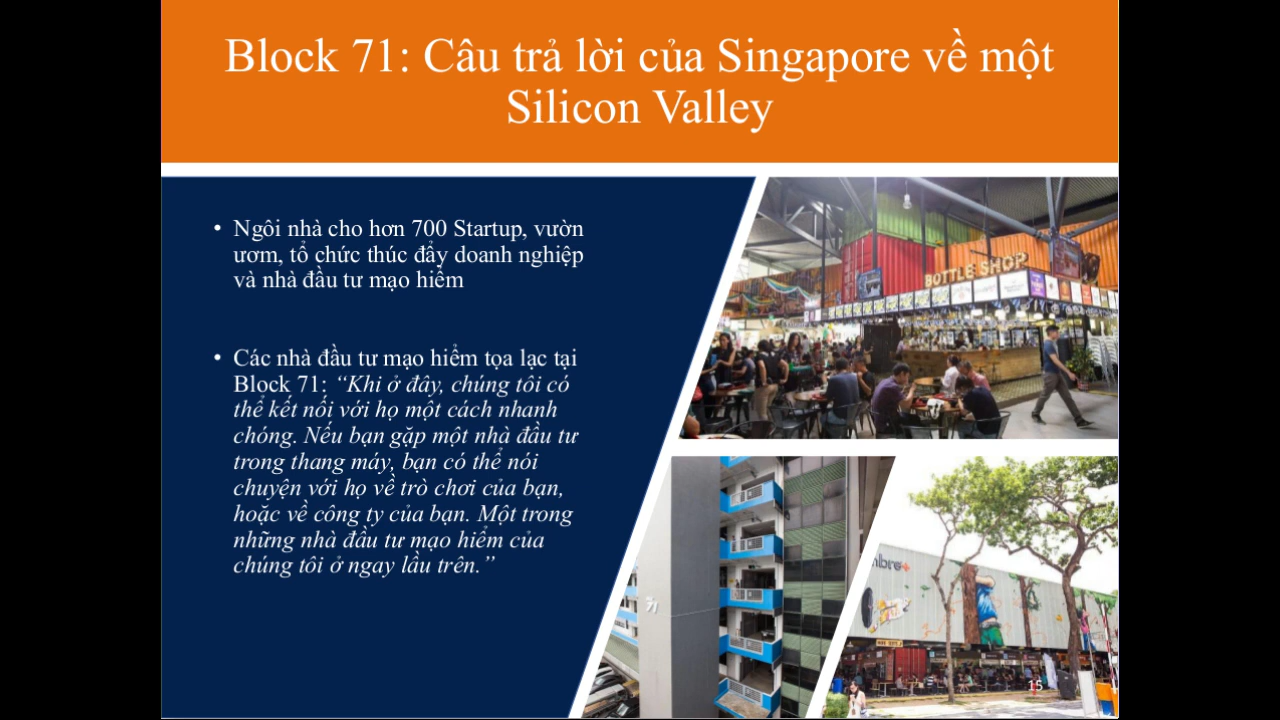 Block 71: Câu trả lời của Singapore về một
Silicon Valley
• Ngôi nhà cho hơn 700 Startup, vườn
ươm, tổ chức thúc đẩy doanh nghiệp
và nhà đầu tư mạo hiểm
• Các nhà đầu tư mạo hiểm tọa lạc tại
Block 71: “Khi ở đây, chúng tôi có
thể kết nối với họ một cách nhanh
chóng. Nếu bạn gặp một nhà đầu tư
trong thang máy, bạn có thể nói
chuyện với họ về trò chơi của bạn,
hoặc về công ty của bạn. Một trong
những nhà đầu tư mạo hiểm của
chúng tôi ở ngay lầu trên.”
BOTTLE SHOP
71
mbre+
15